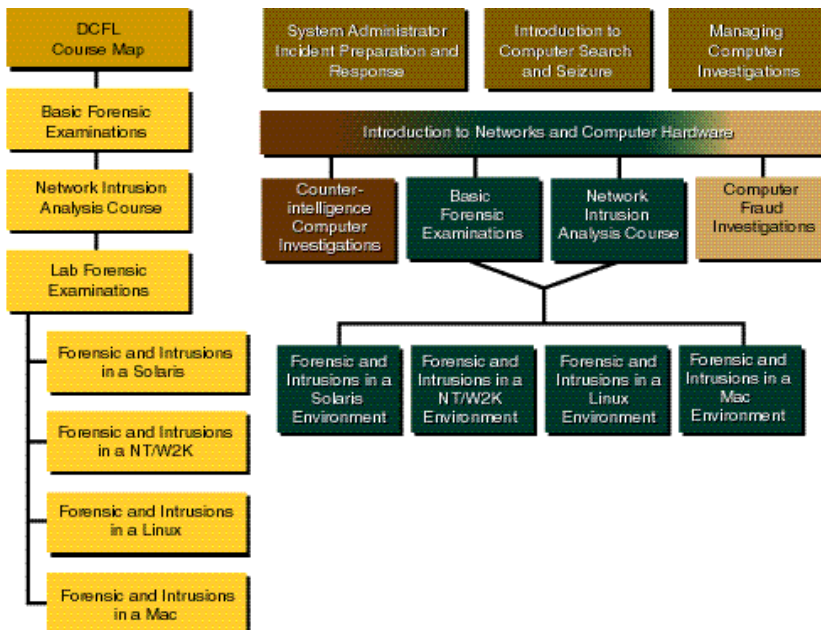 DCFL
Course Map
Basic Forensic
Examinations
Network Intrusion
Analysis Course
Lab Forensic
Examinations
Forensic and Intrusions
in a Solaris
Forensic and Intrusions
in a NT/W2K
Forensic and Intrusions
in a Linux
Forensic and Intrusions
in a Mac
System Administrator
Incident Preparation and
Response
Introduction to
Computer Search
and Seizure
Managing
Computer
Investigations
Introduction to Networks and Computer Hardware
Counter-
intelligence
Computer
Investigations
Basic
Forensic
Examinations
Network
Intrusion
Analysis Course
Computer
Fraud
Investigations
Forensic and
Intrusions in a
Solaris
Environment
Forensic and
Intrusions in a
NT/W2K
Environment
Forensic and
Intrusions in a
Linux
Environment
Forensic and
Intrusions in a
Mac
Environment